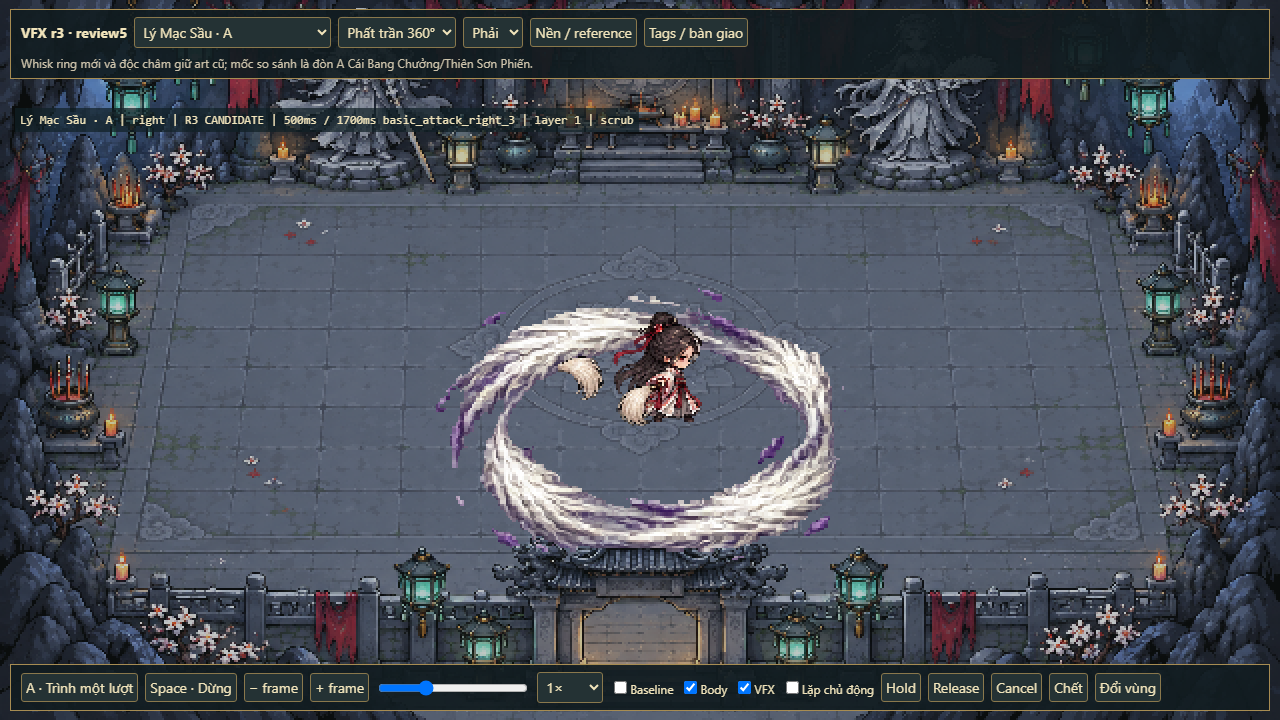 VFX r3 · review5 Lý Mạc Sầu · A Phất trần 360° Phải Nền / reference Tags / bàn giao
Whisk ring mới và độc châm giữ art cũ; mốc so sánh là đòn A Cái Bang Chưởng/Thiên Sơn Phiến.
Lý Mạc Sầu · A | right | R3 CANDIDATE | 500ms / 1700ms basic_attack_right_3 | layer 1 | scrub
A · Trình một lượt Space · Dừng − frame + frame 1× Baseline Body VFX Lặp chủ động Hold Release Cancel Chết Đổi vùng